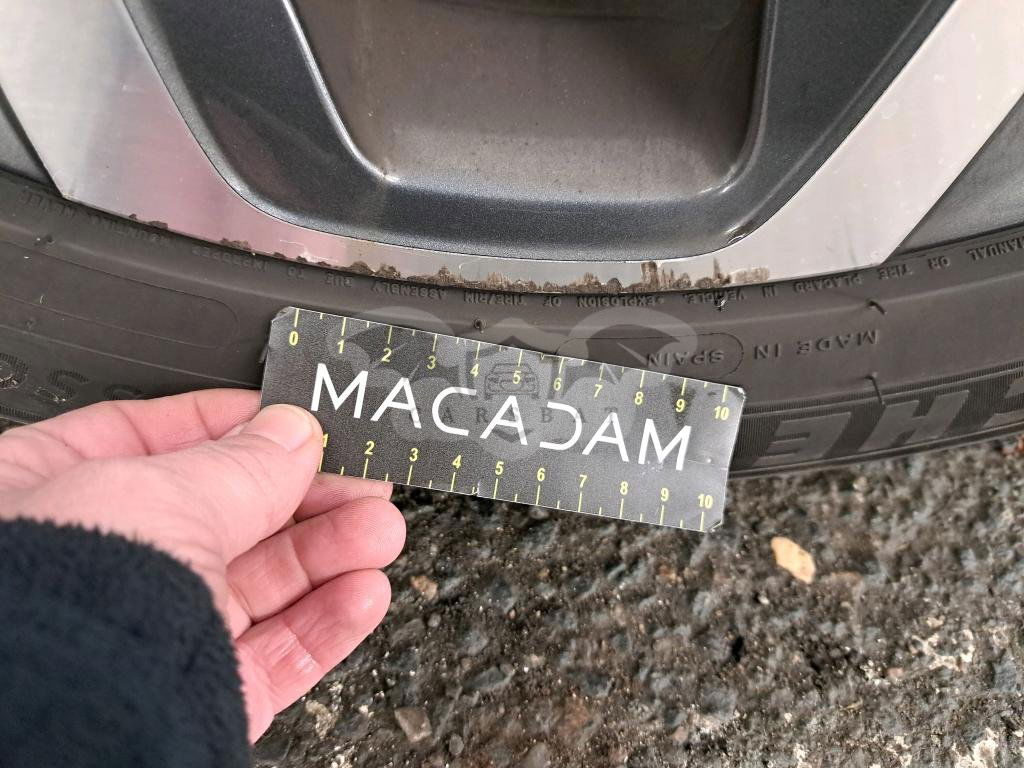 MANUAL OR TIRE PLACARD IN VEHICLE. •EXPLOSION OF TIRE/RIM ASSEMBLY DUE TO
MADE IN SPAIN
0 1 2 3 4 5 6 7 8 9 10
MACADAM
CARSBAT
1 2 3 4 5 6 7 8 9 10
HE